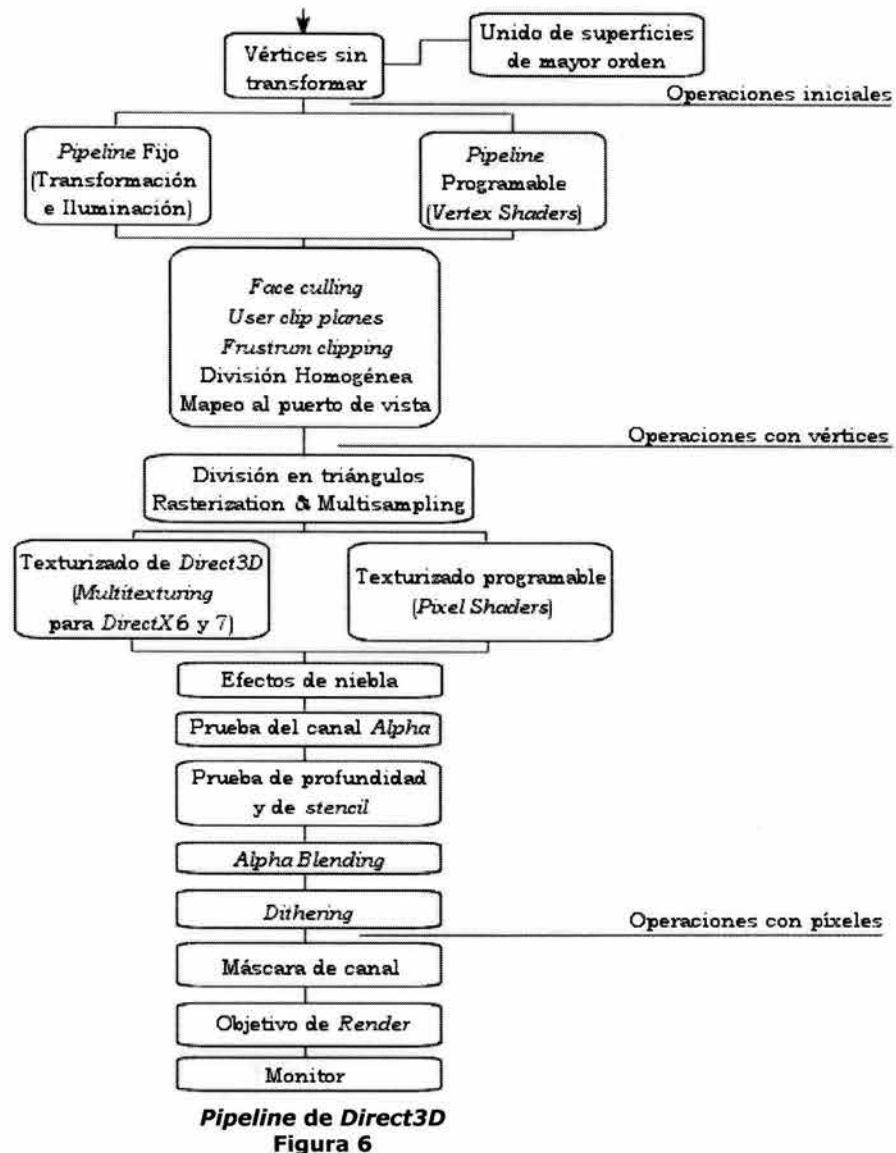 Vértices sin
transformar
Unido de superficies
de mayor orden
Operaciones iniciales
Pipeline Fijo
(Transformación
e Iluminación)
Pipeline
Programable
(Vertex Shaders)
Face culling
User clip planes
Frustrum clipping
División Homogénea
Mapeo al puerto de vista
Operaciones con vértices
División en triángulos
Rasterization & Multisampling
Texturizado de Direct3D
(Multitexturing
para DirectX 6 y 7)
Texturizado programable
(Pixel Shaders)
Efectos de niebla
Prueba del canal Alpha
Prueba de profundidad
y de stencil
Alpha Blending
Dithering
Operaciones con píxeles
Máscara de canal
Objetivo de Render
Monitor
Pipeline de Direct3D
Figura 6